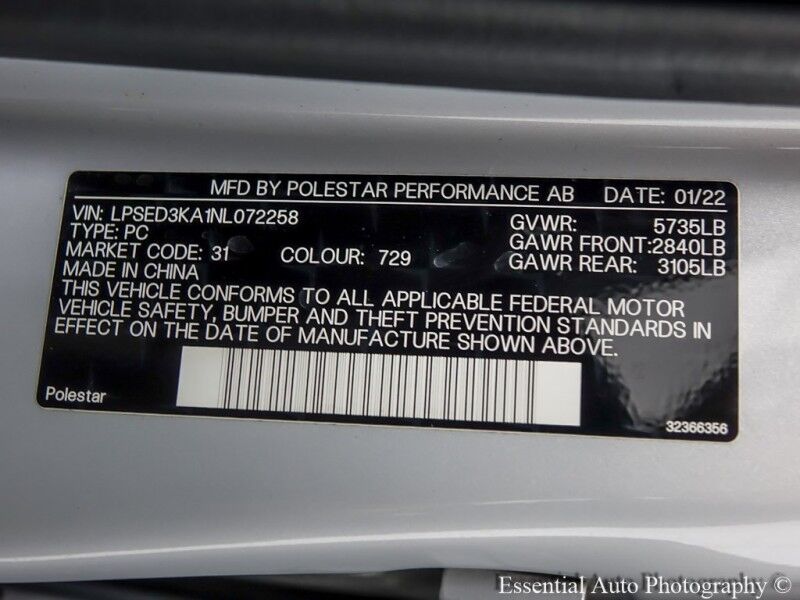 MFD BY POLESTAR PERFORMANCE AB DATE: 01/22
VIN: LPSED3KA1NL072258 GVWR: 5735LB
TYPE: PC GAWR FRONT:2840LB
MARKET CODE: 31 COLOUR: 729 GAWR REAR: 3105LB
MADE IN CHINA
THIS VEHICLE CONFORMS TO ALL APPLICABLE FEDERAL MOTOR
VEHICLE SAFETY, BUMPER AND THEFT PREVENTION STANDARDS IN
EFFECT ON THE DATE OF MANUFACTURE SHOWN ABOVE.
Polestar 32366356
Essential Auto Photography ©